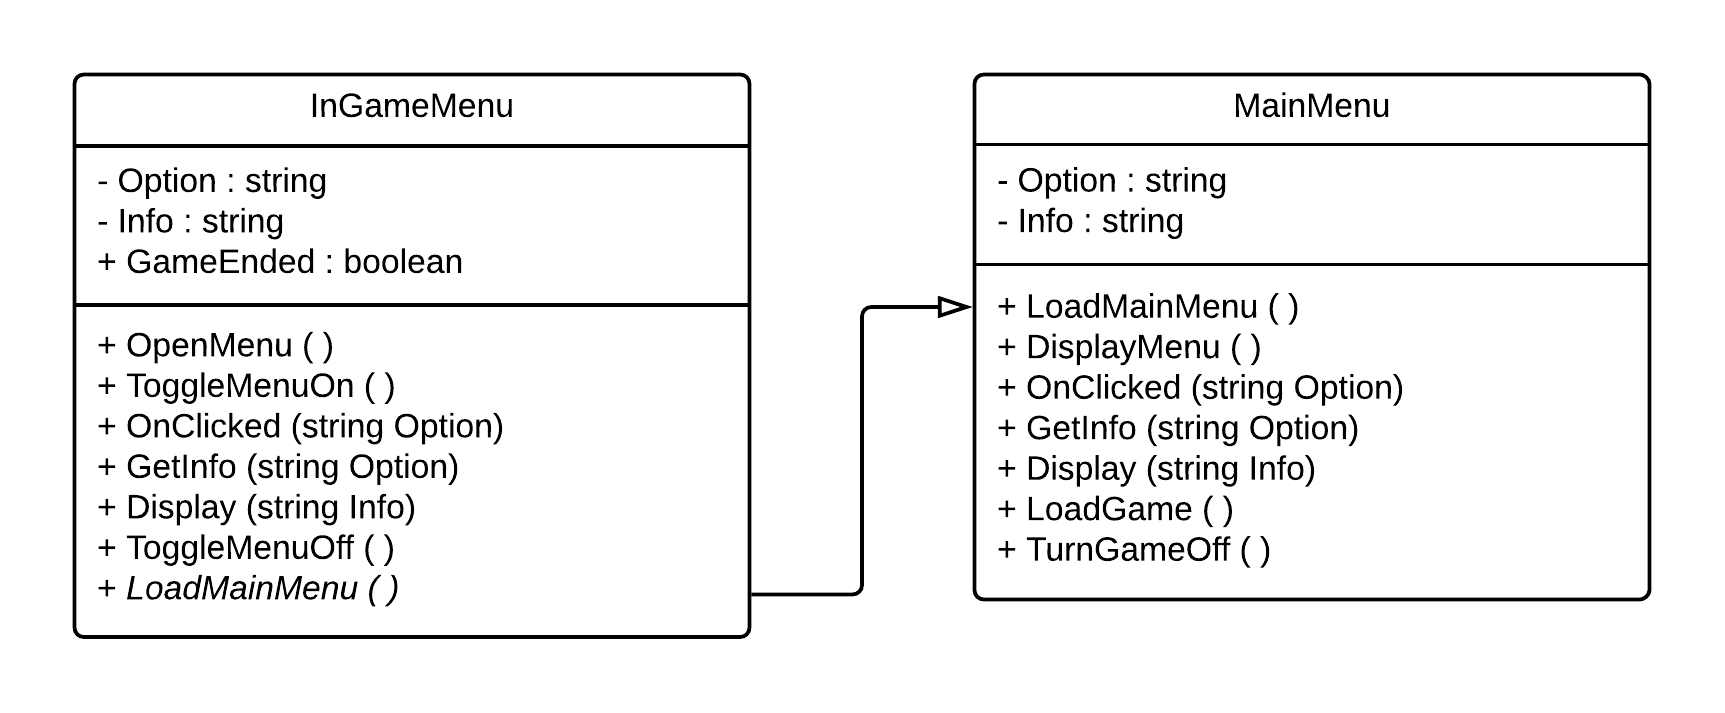 InGameMenu
- Option : string
- Info : string
+ GameEnded : boolean
+ OpenMenu ( )
+ ToggleMenuOn ( )
+ OnClicked (string Option)
+ GetInfo (string Option)
+ Display (string Info)
+ ToggleMenuOff ( )
+ LoadMainMenu ( )
MainMenu
- Option : string
- Info : string
+ LoadMainMenu ( )
+ DisplayMenu ( )
+ OnClicked (string Option)
+ GetInfo (string Option)
+ Display (string Info)
+ LoadGame ( )
+ TurnGameOff ( )